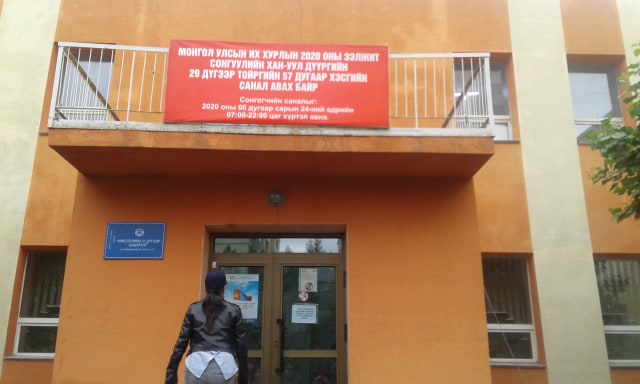 МОНГОЛ УЛСЫН ИХ ХУРЛЫН 2020 ОНЫ ЭЭЛЖИТ
СОНГУУЛИЙН ХАН-УУЛ ДҮҮРГИЙН
29 ДҮГЭЭР ТОЙРГИЙН 57 ДУГААР ХЭСГИЙН
САНАЛ АВАХ БАЙР
Сонгогчийн саналыг:
2020 оны 06 дугаар сарын 24-ний өдрийн
07:00-22:00 цаг хүртэл авна.